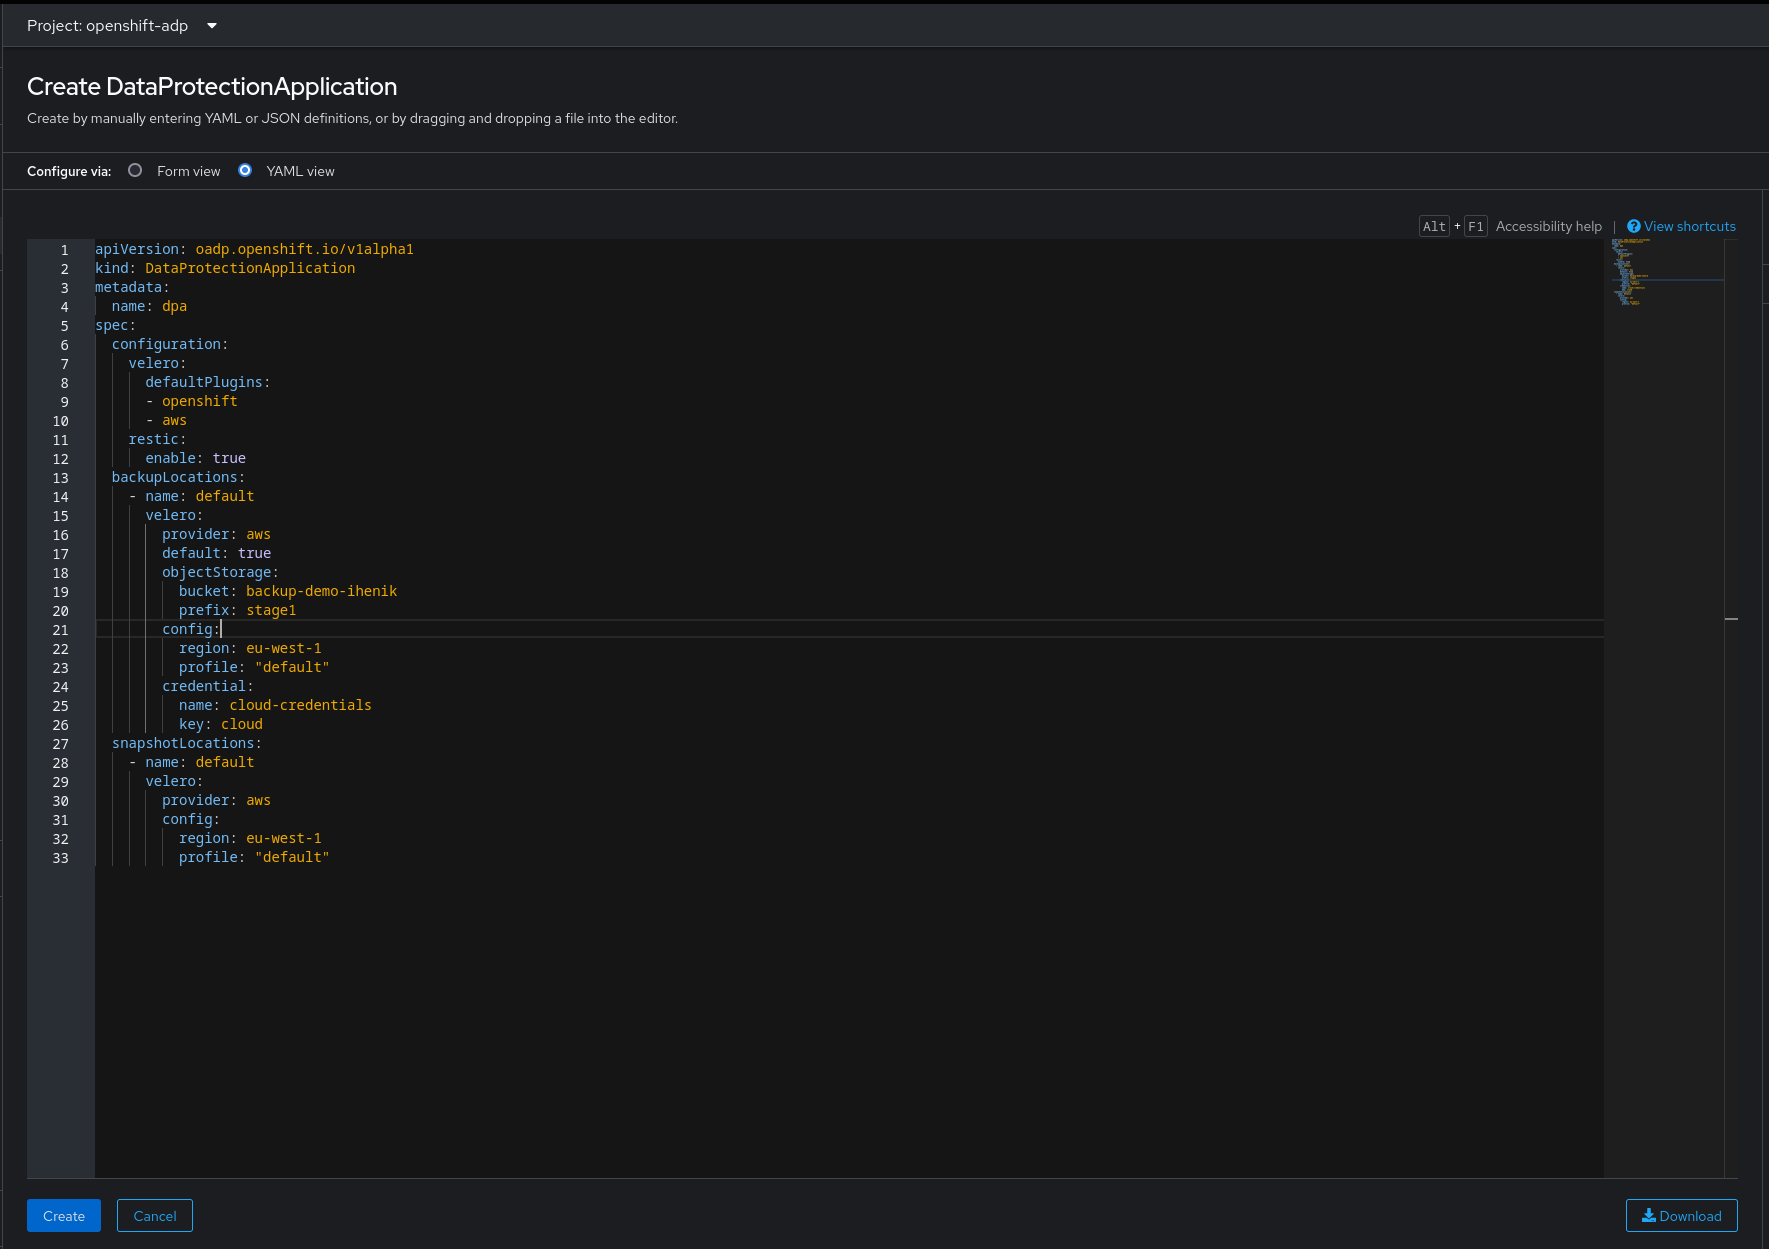 Project: openshift-adp
Create DataProtectionApplication
Create by manually entering YAML or JSON definitions, or by dragging and dropping a file into the editor.
Configure via: Form view YAML view
Alt + F1 Accessibility help | View shortcuts
1 apiVersion: oadp.openshift.io/v1alpha1
2 kind: DataProtectionApplication
3 metadata:
4   name: dpa
5 spec:
6   configuration:
7     velero:
8       defaultPlugins:
9       - openshift
10       - aws
11     restic:
12       enable: true
13   backupLocations:
14     - name: default
15       velero:
16         provider: aws
17         default: true
18         objectStorage:
19           bucket: backup-demo-ihenik
20           prefix: stage1
21         config:
22           region: eu-west-1
23           profile: "default"
24         credential:
25           name: cloud-credentials
26           key: cloud
27   snapshotLocations:
28     - name: default
29       velero:
30         provider: aws
31         config:
32           region: eu-west-1
33           profile: "default"
Create Cancel Download